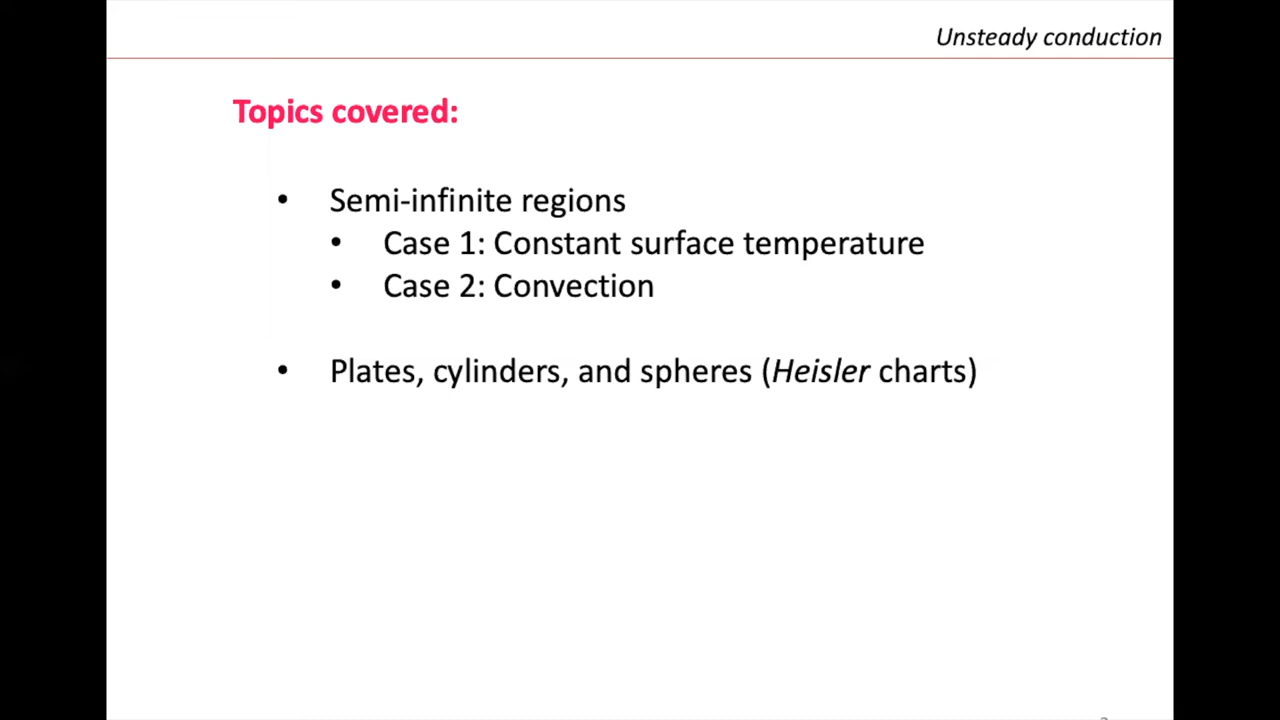 Unsteady conduction
Topics covered:
• Semi-infinite regions
• Case 1: Constant surface temperature
• Case 2: Convection
• Plates, cylinders, and spheres (Heisler charts)